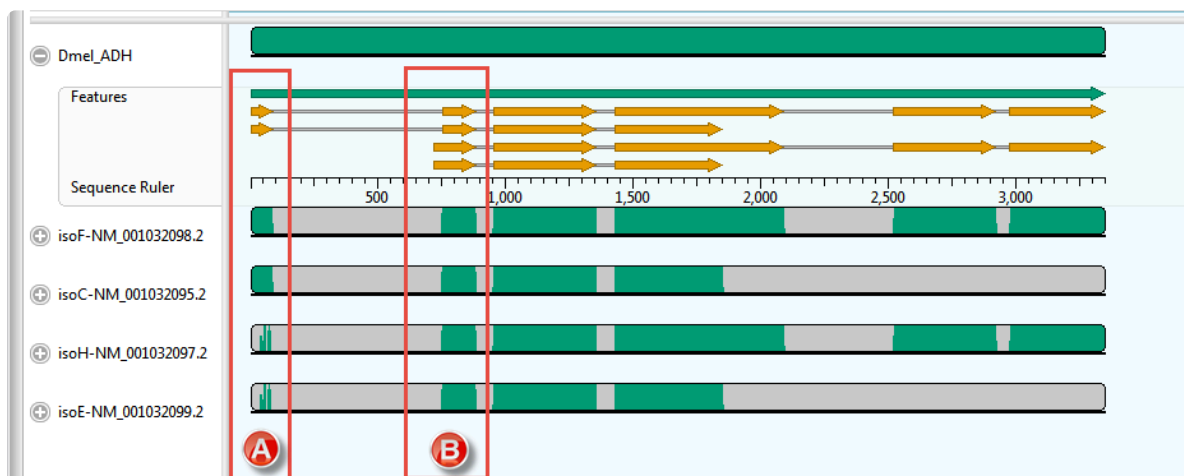 Dmel_ADH
Features
Sequence Ruler
500 1,000 1,500 2,000 2,500 3,000
isoF-NM_001032098.2
isoC-NM_001032095.2
isoH-NM_001032097.2
isoE-NM_001032099.2
A B